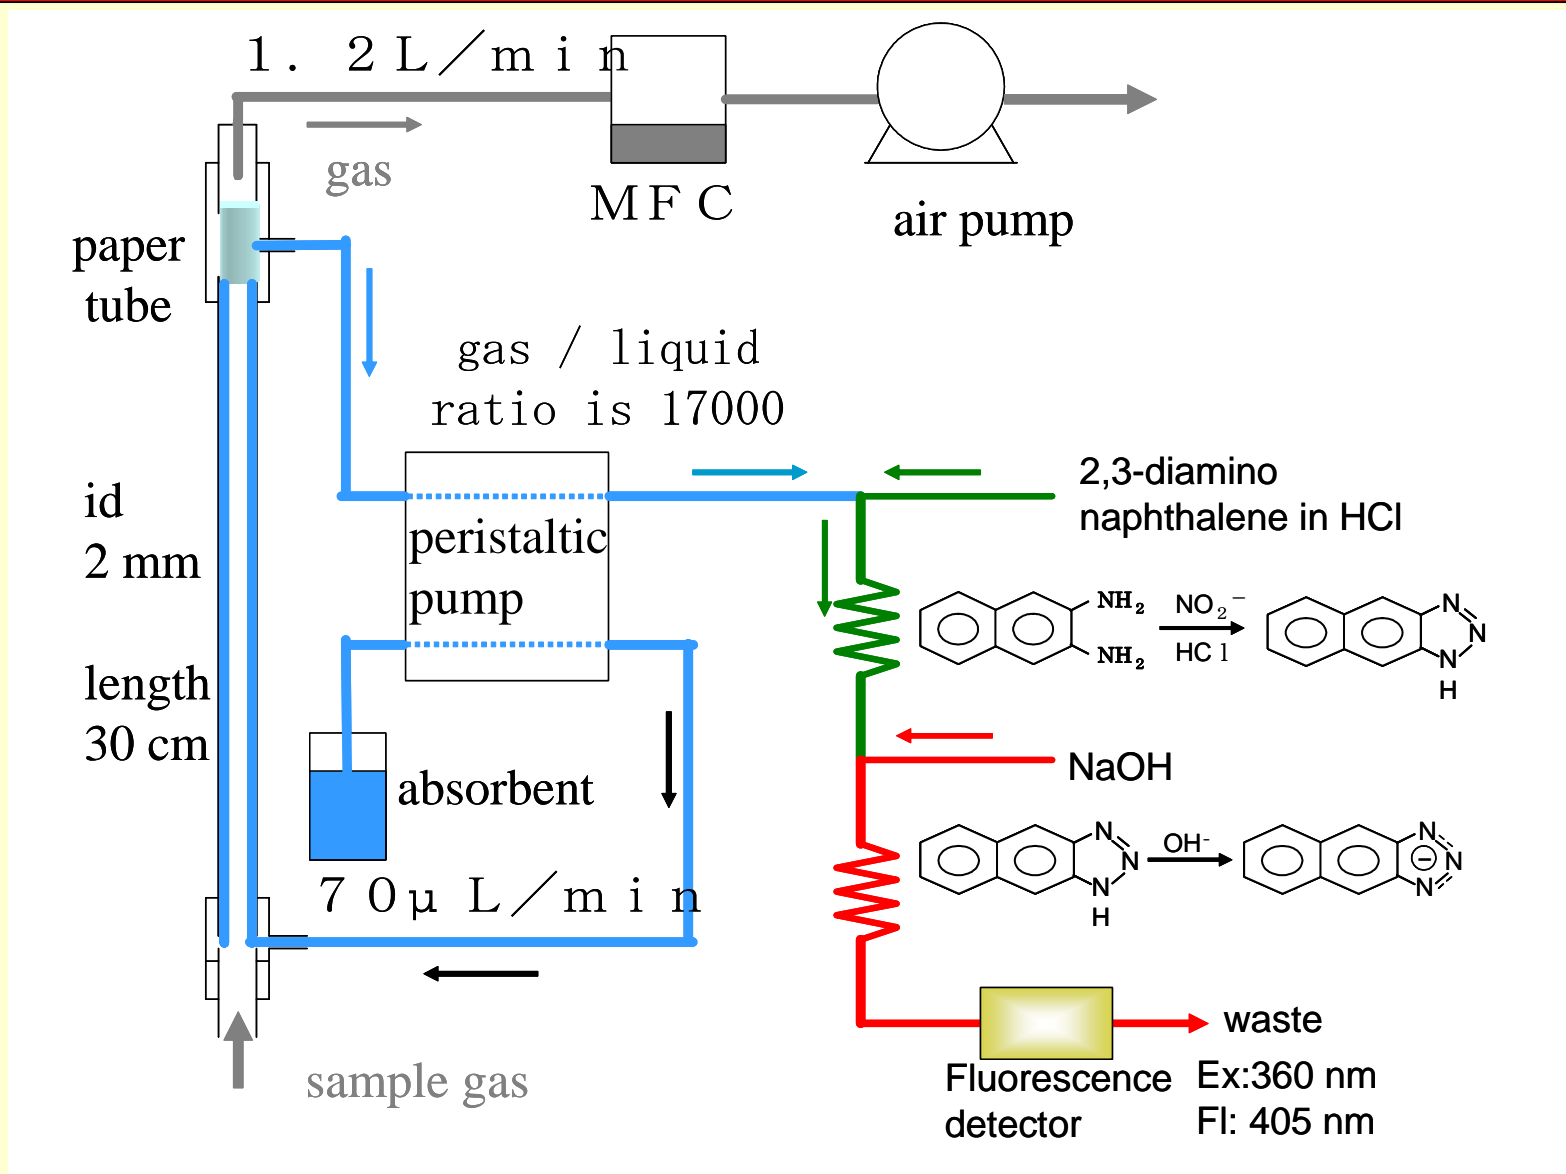 1. 2L/min
gas
MFC
air pump
paper
tube
gas / liquid
ratio is 17000
id
2 mm
peristaltic
pump
2,3-diamino
naphthalene in HCl
NH2
NH2
NO2−
HCl
N
N
N
H
length
30 cm
absorbent
70μL/min
NaOH
N
N
N
H
OH-
N
N
N
−
sample gas
waste
Fluorescence
detector
Ex:360 nm
Fl: 405 nm